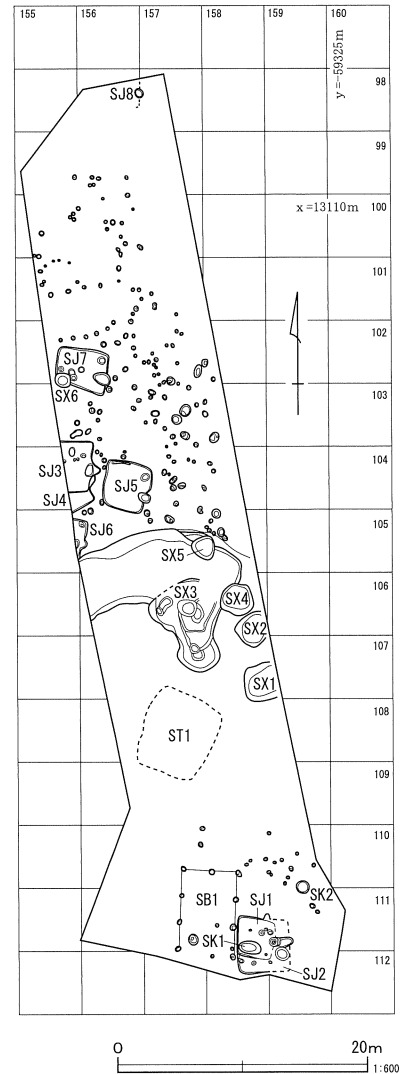 155 156 157 158 159 160
y=-59325m
98
SJ8
99
x=13110m 100
101
102
SJ7
103
SX6
104
SJ3
SJ5
SJ4
105
SJ6
SX5
106
SX3
SX4
SX2
107
SX1
108
ST1
109
110
SB1 SJ1 SK2 111
SK1
SJ2 112
0 20m
1:600